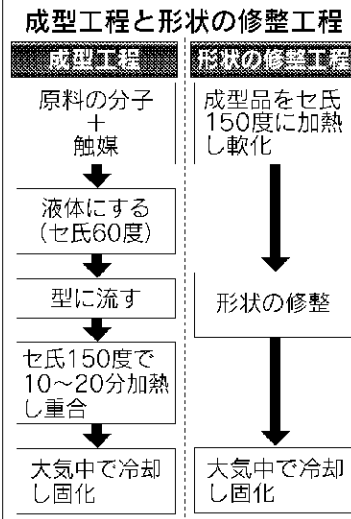 成型工程と形状の修整工程
成型工程
原料の分子
+
触媒
液体にする
(セ氏60度)
型に流す
セ氏150度で
10〜20分加熱
し重合
大気中で冷却
し固化
形状の修整工程
成型品をセ氏
150度に加熱
し軟化
形状の修整
大気中で冷却
し固化